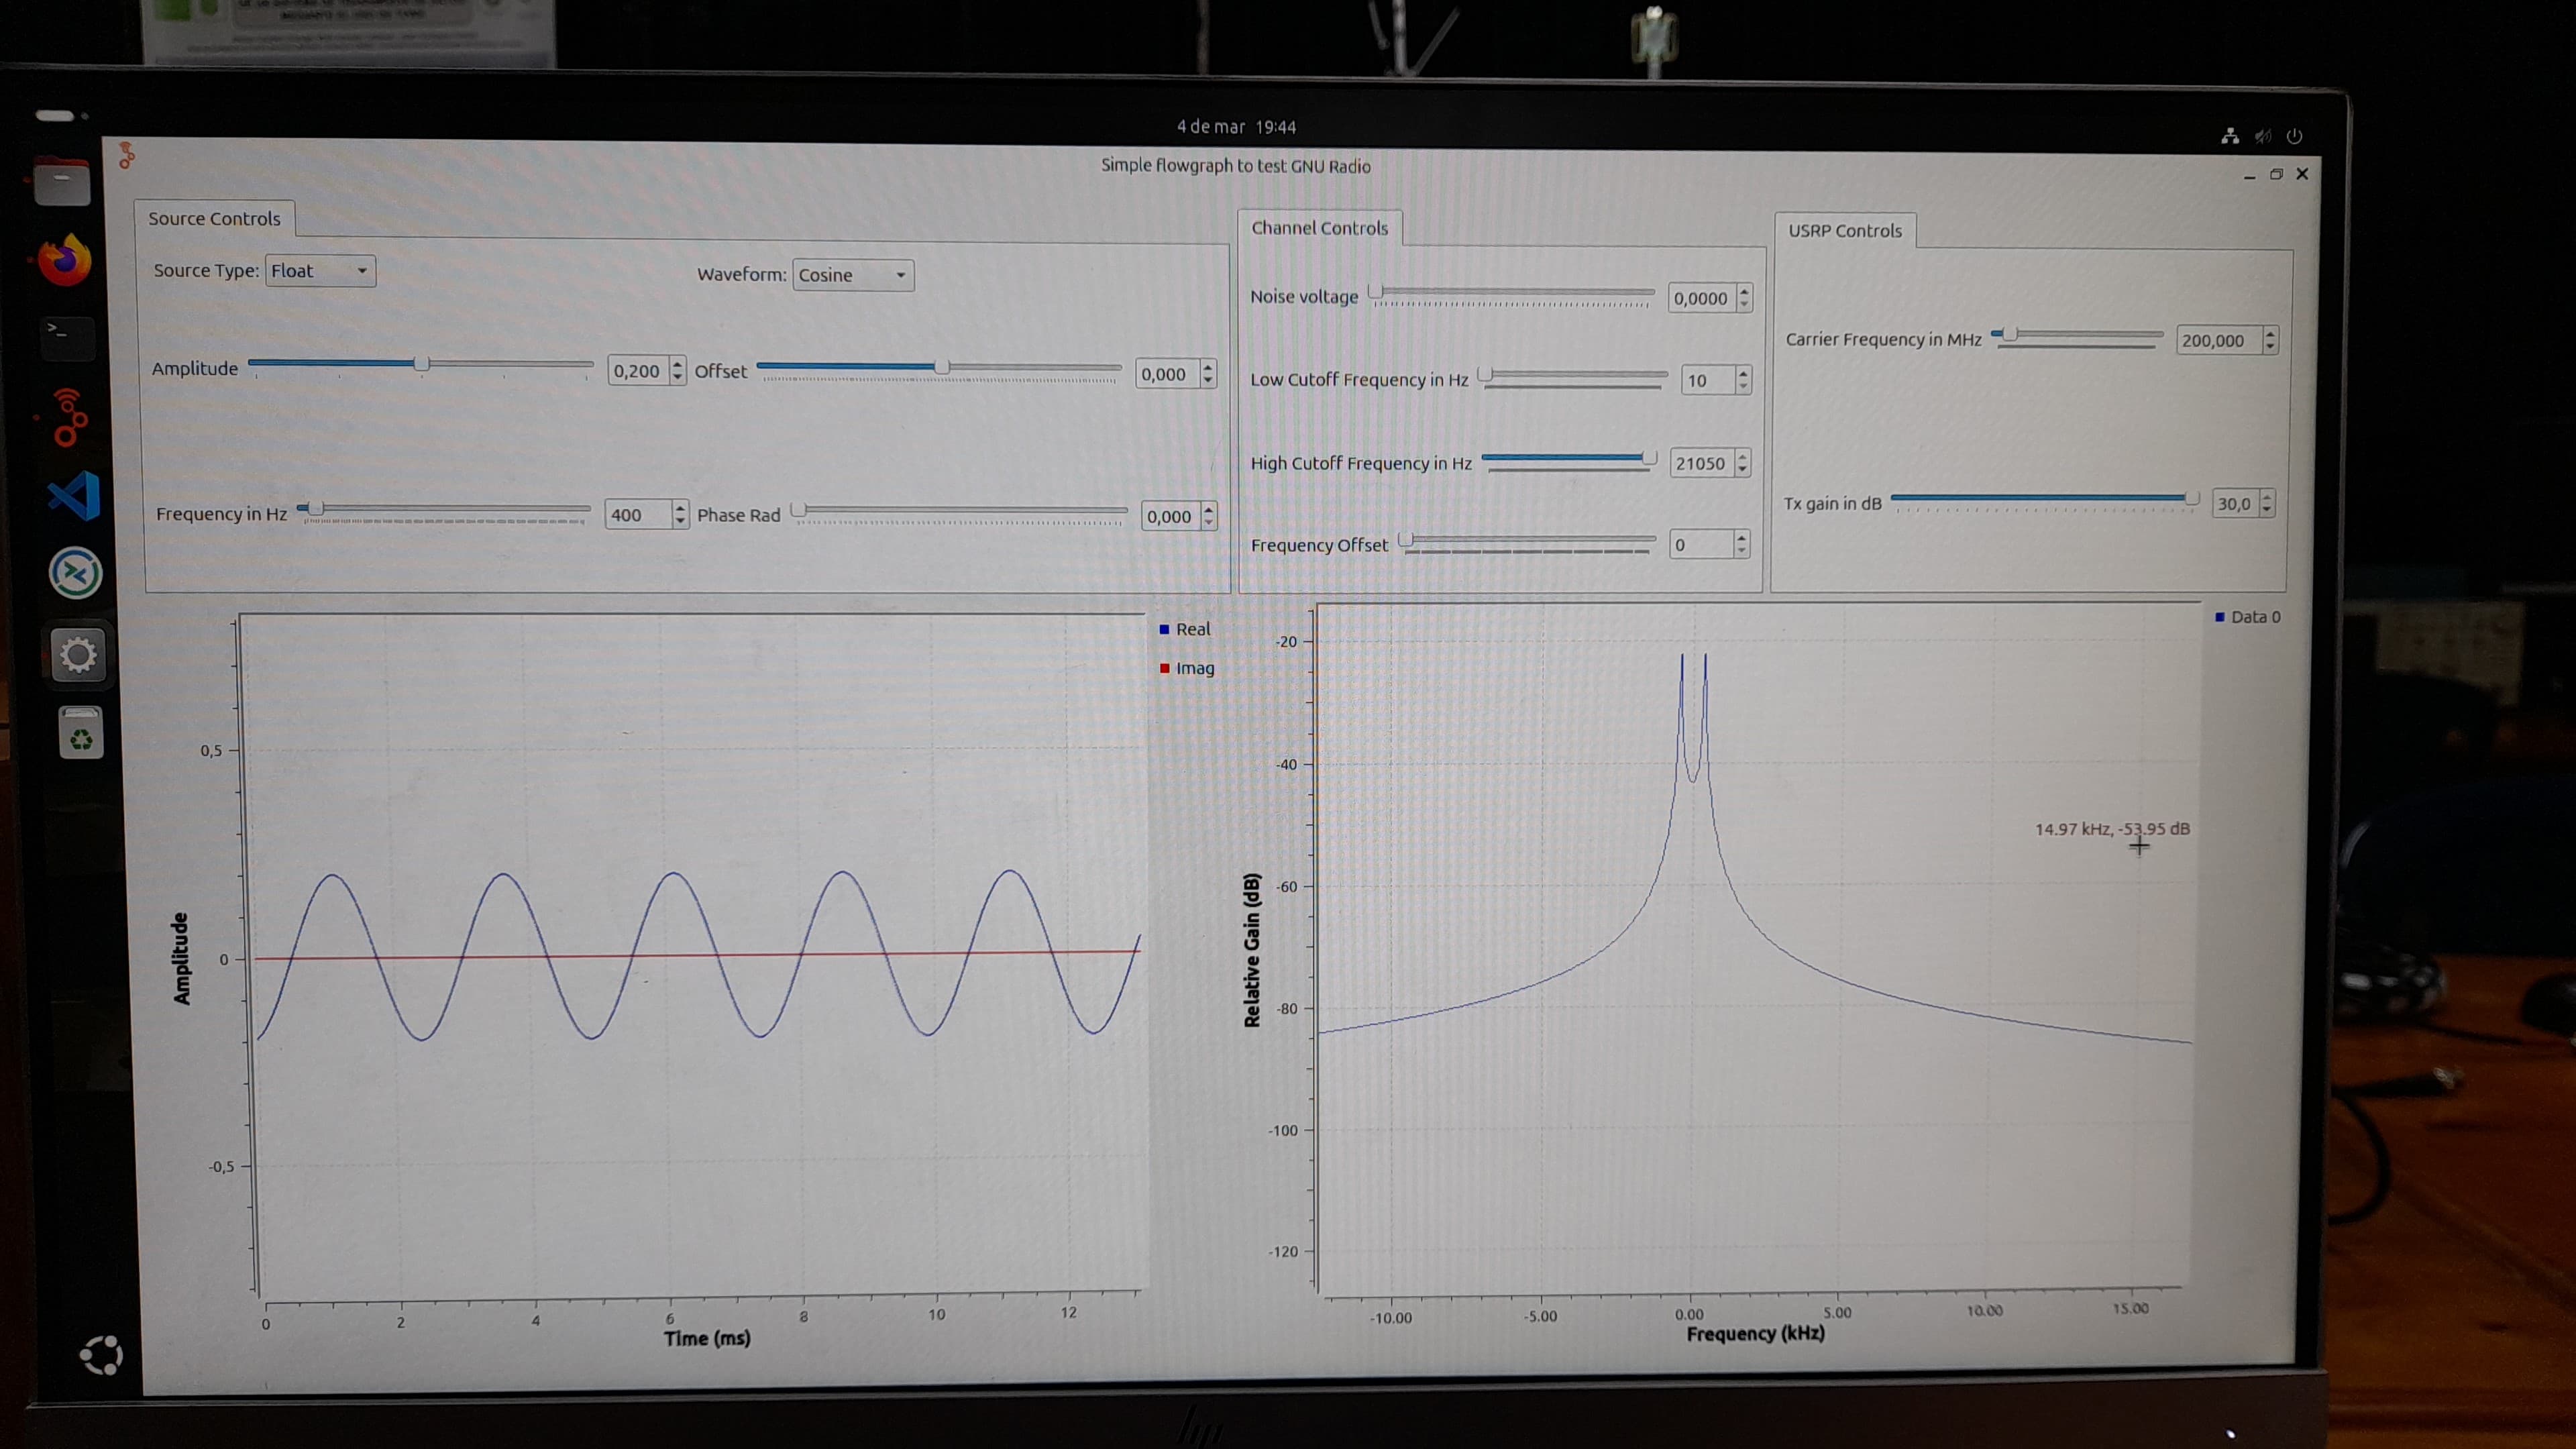 4 de mar 19:44
Simple flowgraph to test GNU Radio
Source Controls
Source Type: Float
Waveform: Cosine
Amplitude 0,200
Offset 0,000
Frequency in Hz 400
Phase Rad 0,000
Channel Controls
Noise voltage 0,0000
Low Cutoff Frequency in Hz 10
High Cutoff Frequency in Hz 21050
Frequency Offset 0
USRP Controls
Carrier Frequency in MHz 200,000
Tx gain in dB 30,0
Real
Imag
0,5
0
-0,5
Amplitude
0 2 4 6 8 10 12
Time (ms)
Data 0
-20
-40
14.97 kHz, -53.95 dB
-60
-80
-100
-120
Relative Gain (dB)
-10.00 -5.00 0.00 5.00 10.00 15.00
Frequency (kHz)
hp